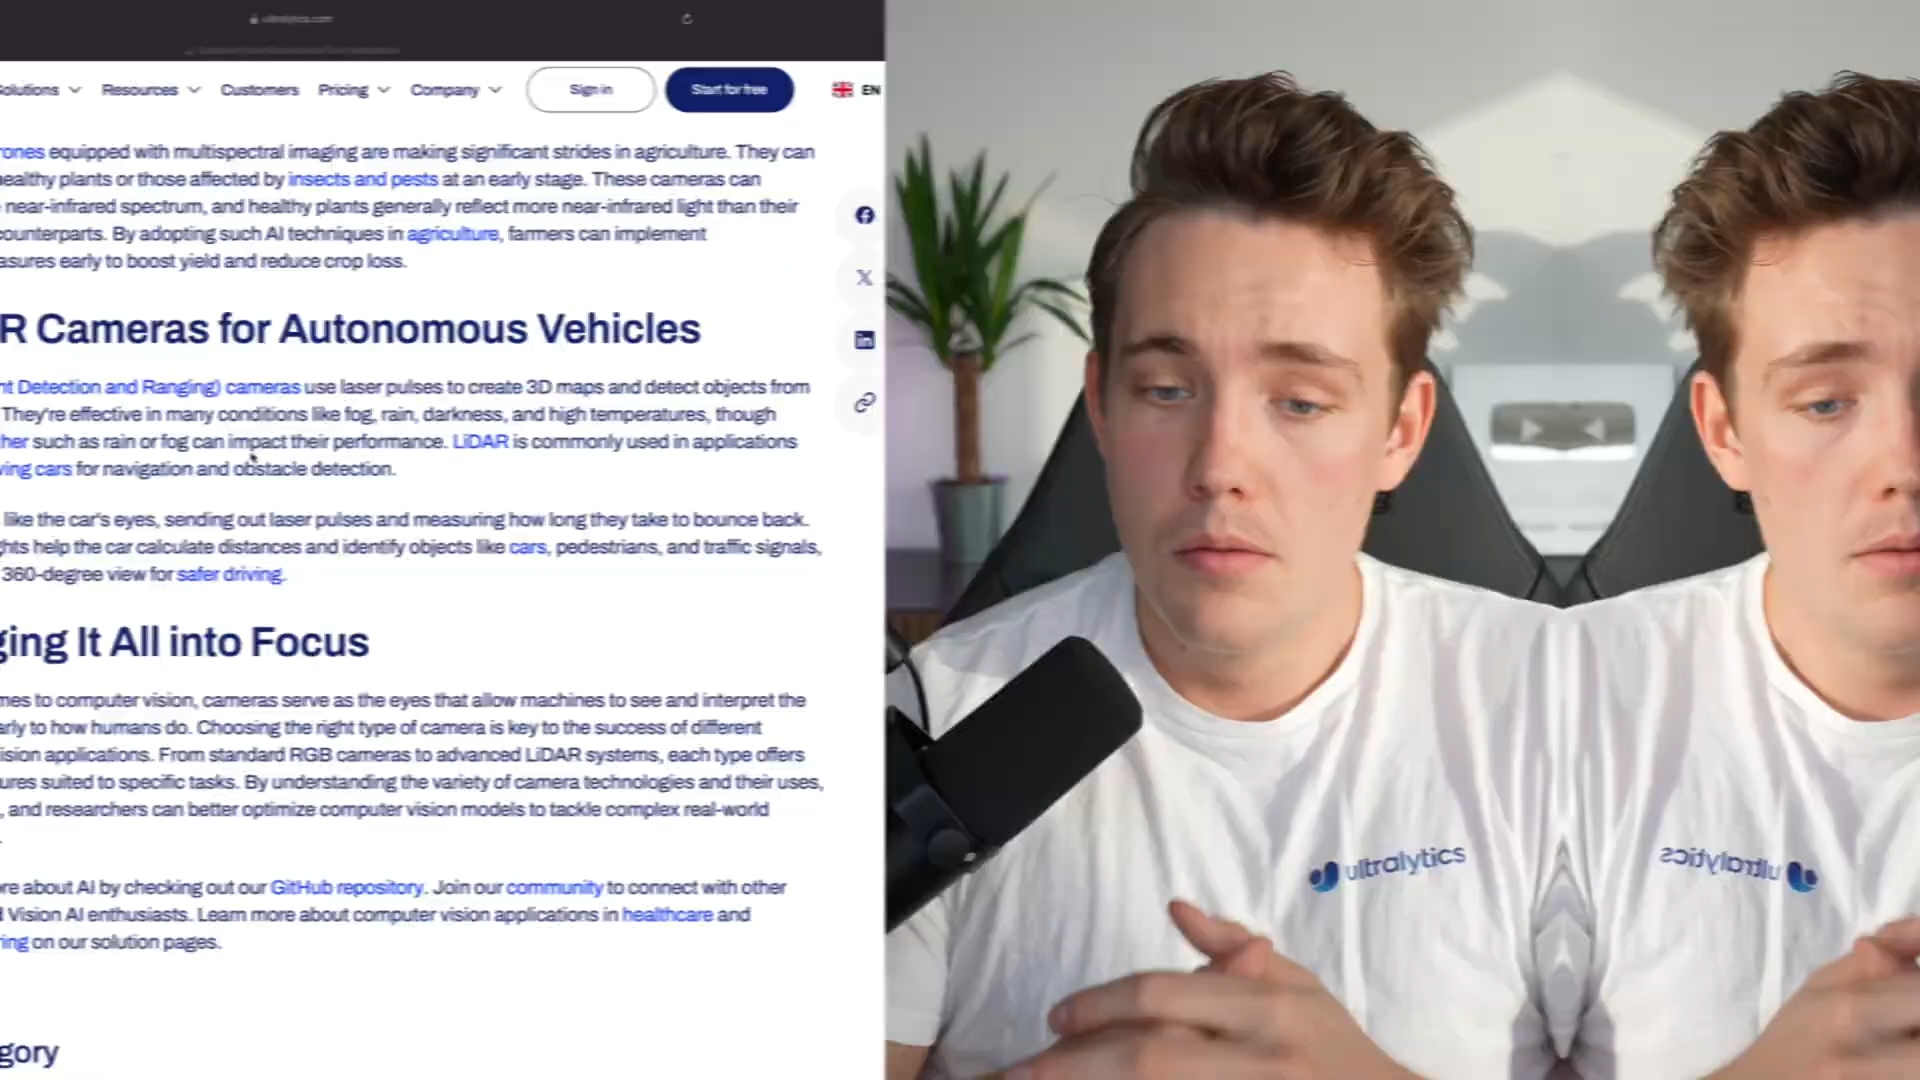 Solutions
Resources
Customers
Pricing
Company
Sign in
Start for free
EN
equipped with multispectral imaging are making significant strides in agriculture. They can
plants or those affected by insects and pests at an early stage. These cameras can
near-infrared spectrum, and healthy plants generally reflect more near-infrared light than their
counterparts. By adopting such AI techniques in agriculture, farmers can implement
early to boost yield and reduce crop loss.
R Cameras for Autonomous Vehicles
Detection and Ranging) cameras use laser pulses to create 3D maps and detect objects from
They're effective in many conditions like fog, rain, darkness, and high temperatures, though
such as rain or fog can impact their performance. LiDAR is commonly used in applications
cars for navigation and obstacle detection.
like the car's eyes, sending out laser pulses and measuring how long they take to bounce back.
help the car calculate distances and identify objects like cars, pedestrians, and traffic signals,
360-degree view for safer driving.
ging It All into Focus
to computer vision, cameras serve as the eyes that allow machines to see and interpret the
to how humans do. Choosing the right type of camera is key to the success of different
vision applications. From standard RGB cameras to advanced LiDAR systems, each type offers
suited to specific tasks. By understanding the variety of camera technologies and their uses,
, and researchers can better optimize computer vision models to tackle complex real-world
.
about AI by checking out our GitHub repository. Join our community to connect with other
Vision AI enthusiasts. Learn more about computer vision applications in healthcare and
on our solution pages.
gory
ultralytics
ultralytics